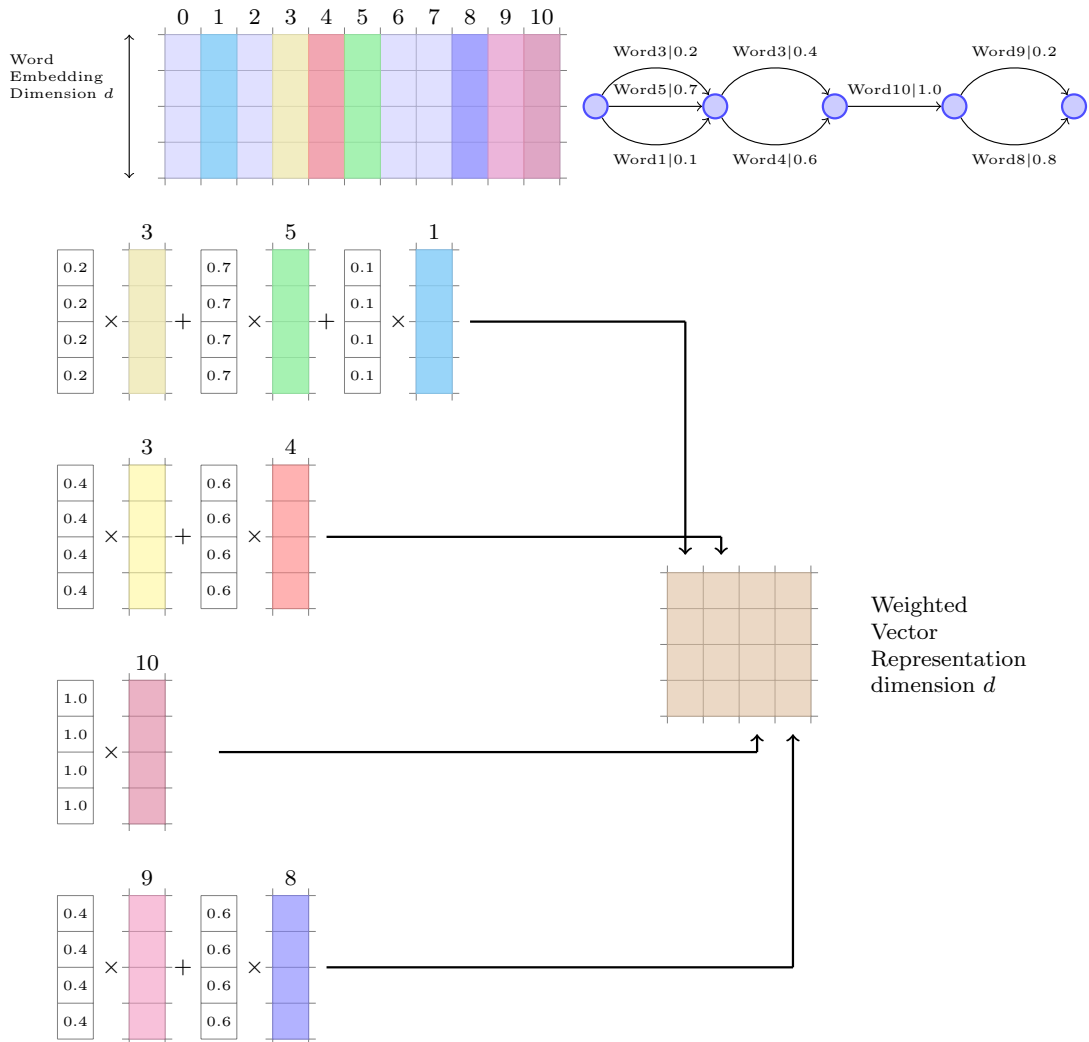 0 1 2 3 4 5 6 7 8 9 10
Word
Embedding
Dimension d
Word3|0.2
Word5|0.7
Word1|0.1
Word3|0.4
Word4|0.6
Word10|1.0
Word9|0.2
Word8|0.8
3 5 1
0.2 0.7 0.1
0.2 0.7 0.1
× + × + ×
0.2 0.7 0.1
0.2 0.7 0.1
3 4
0.4 0.6
0.4 0.6
× + ×
0.4 0.6
0.4 0.6
Weighted
Vector
Representation
dimension d
10
1.0
1.0
×
1.0
1.0
9 8
0.4 0.6
0.4 0.6
× + ×
0.4 0.6
0.4 0.6